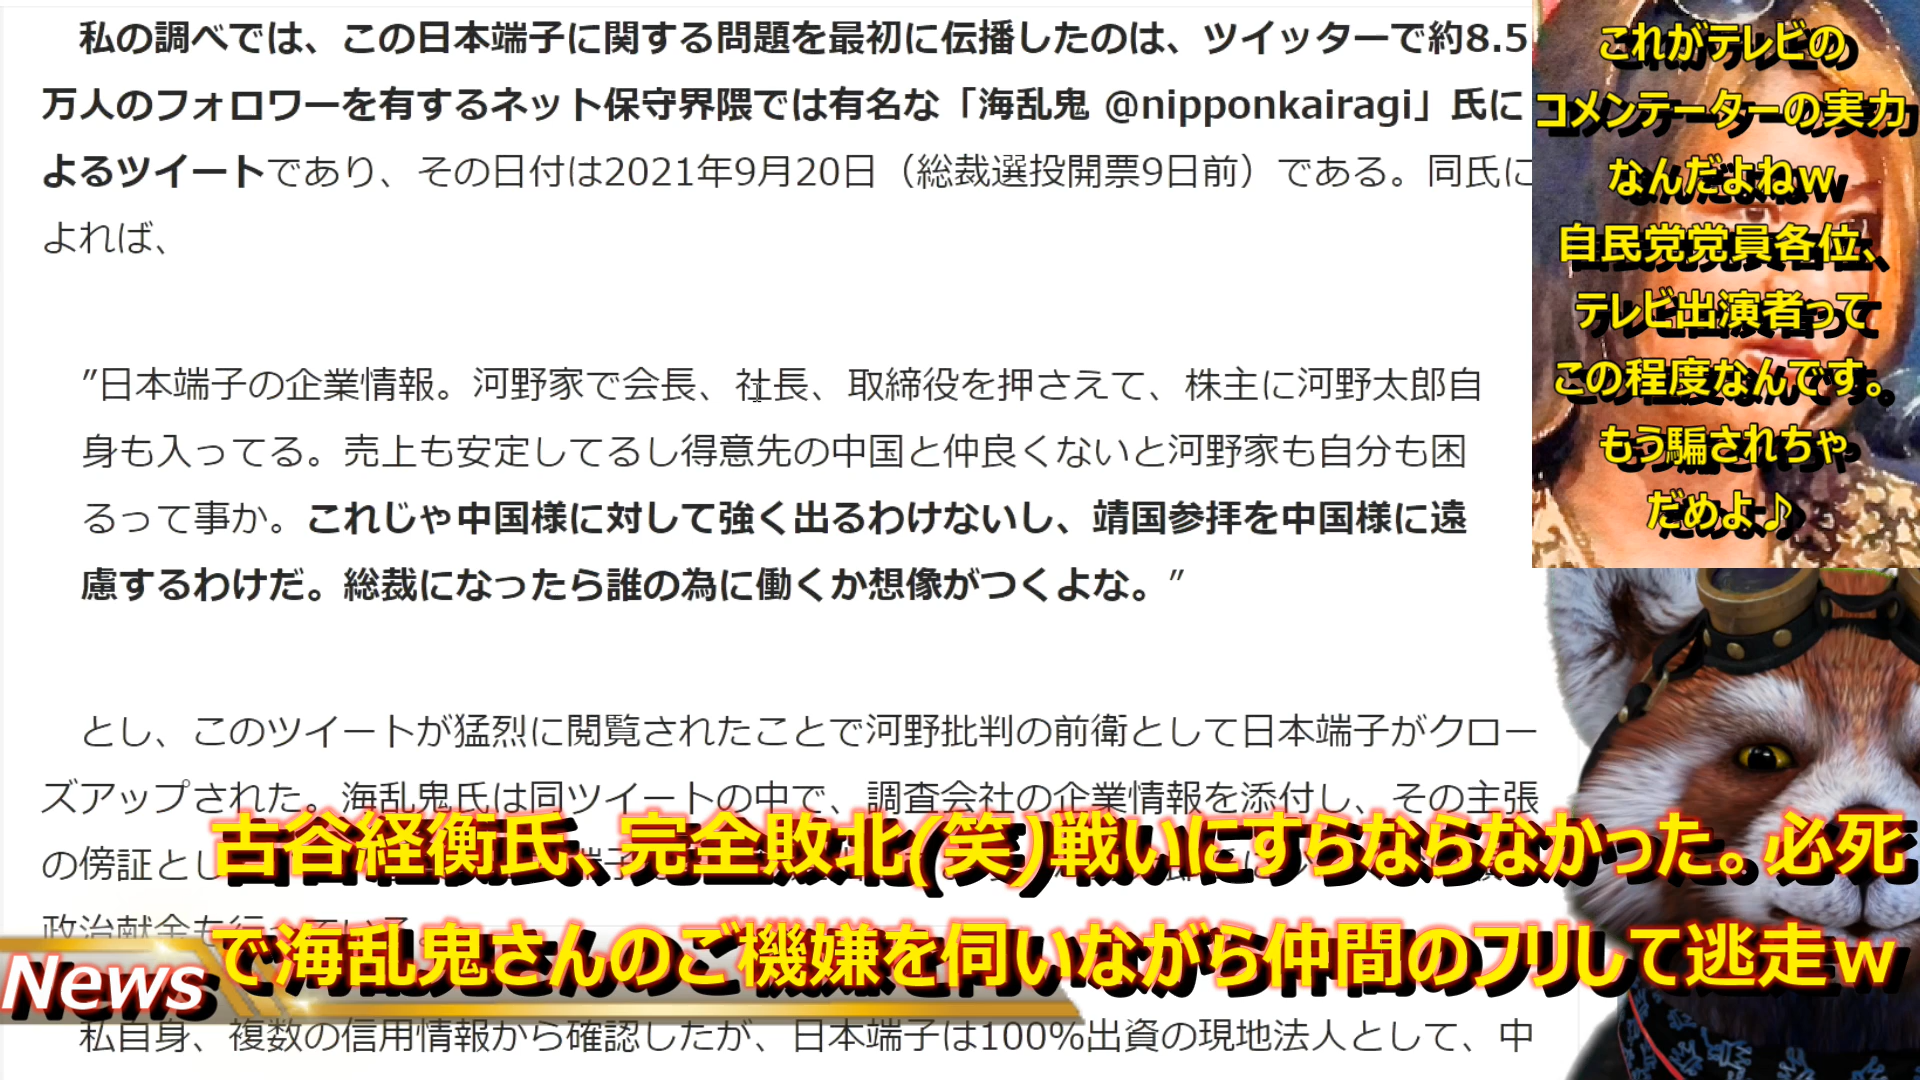 私の調べでは、この日本端子に関する問題を最初に伝播したのは、ツイッターで約8.5
万人のフォロワーを有するネット保守界隈では有名な「海乱鬼 @nipponkairagi」氏に
よるツイートであり、その日付は2021年9月20日（総裁選投開票9日前）である。同氏に
よれば、
”日本端子の企業情報。河野家で会長、社長、取締役を押さえて、株主に河野太郎自
身も入ってる。売上も安定してるし得意先の中国と仲良くないと河野家も自分も困
るって事か。これじゃ中国様に対して強く出るわけないし、靖国参拝を中国様に遠
慮するわけだ。総裁になったら誰の為に働くか想像がつくよな。”
とし、このツイートが猛烈に閲覧されたことで河野批判の前衛として日本端子がクロー
ズアップされた。海乱鬼氏は同ツイートの中で、調査会社の企業情報を添付し、その主張
の傍証とし
政治献金も行っている。
私自身、複数の信用情報から確認したが、日本端子は100%出資の現地法人として、中
これがテレビの
コメンテーターの実力
なんだよねw
自民党党員各位、
テレビ出演者って
この程度なんです。
もう騙されちゃ
だめよ♪
古谷経衡氏、完全敗北(笑)戦いにすらならなかった。必死
で海乱鬼さんのご機嫌を伺いながら仲間のフリして逃走w
News